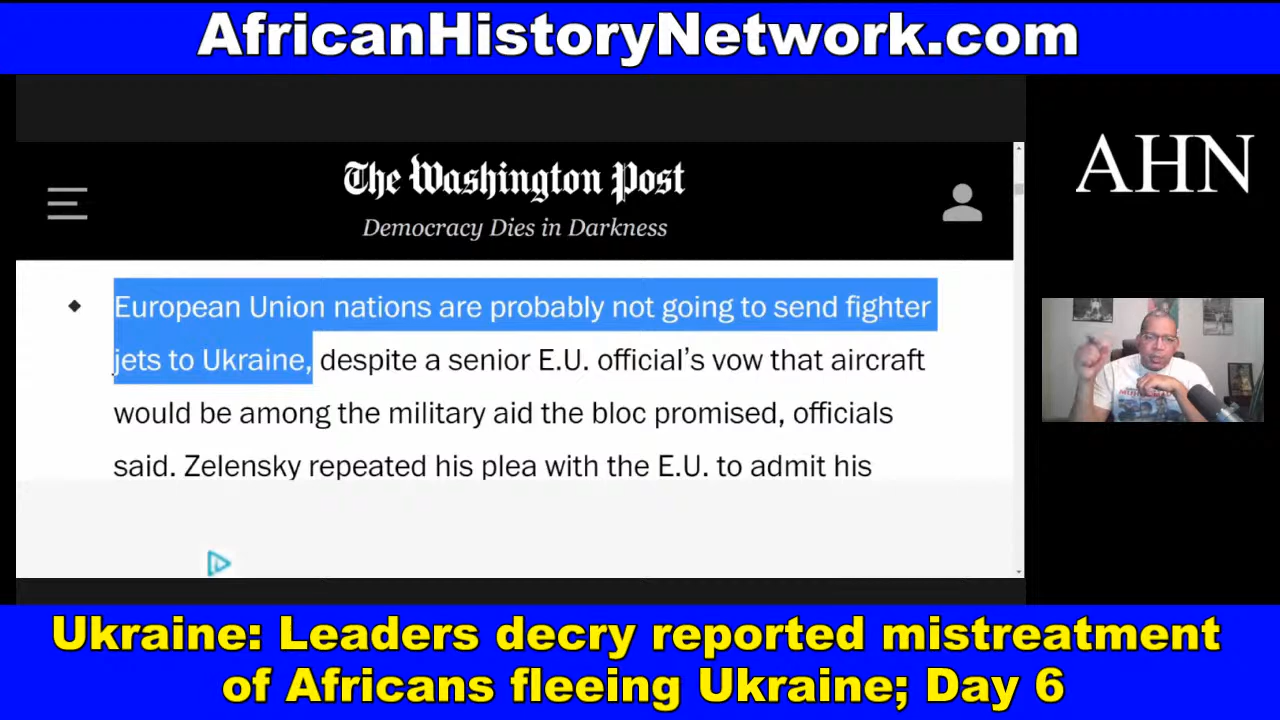 AfricanHistoryNetwork.com
The Washington Post
Democracy Dies in Darkness
AHN
European Union nations are probably not going to send fighter
jets to Ukraine, despite a senior E.U. official’s vow that aircraft
would be among the military aid the bloc promised, officials
said. Zelensky repeated his plea with the E.U. to admit his
Ukraine: Leaders decry reported mistreatment
of Africans fleeing Ukraine; Day 6